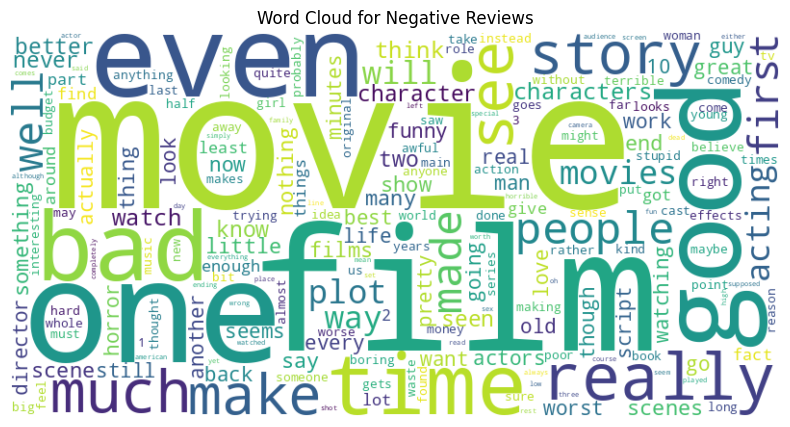 Word Cloud for Negative Reviews
better
never
part
find
even
anything
last
half
girl
quite
looking
probably
minutes
think
will
character
funny
take
role
instead
see
saw
story
characters
without
terrible
woman
10
comedy
guy
great
audience
screen
either
tv
first
actor
said
comes
budget
well
movie
away
least
now
makes
original
nothing
two
things
left
awful
anyone
main
action
special
3
goes
real
man
far
looks
work
end
might
camera
stupid
come
young
believe
times
good
acting
although
around
actually
thing
look
simply
family
idea
many
show
best
world
horrible
done
give
sense
dead
movies
put
got
right
something
interesting
may
day
watch
trying
know
little
films
life
years
us
made
pretty
going
series
seen
worth
people
love
rather
fun
cast
kind
effects
maybe
point
reason
bad
one
film
music
new
bit
enough
completely
director
hard
whole
must
horror
thought
1
another
seems
everything
ending
place
wrong
almost
plot
way
2
every
worse
money
mean
set
sex
read
making
old
though
script
watching
book
fact
american
yet
watched
scene
still
back
say
someone
boring
want
actors
poor
course
go
oh
supposed
huge
big
feel
much
make
shot
gets
lot
waste
found
time
sure
always
low
rest
really
three
seem
worst
played
scenes
long